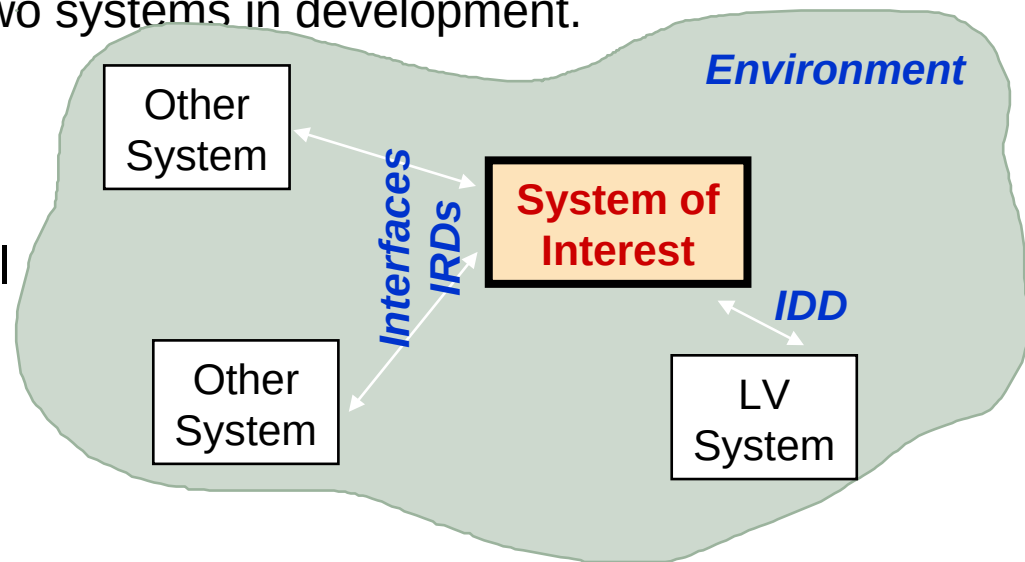 wo systems in development.
Environment
Other
System
Interfaces
IRDs
System of
Interest
IDD
Other
System
LV
System